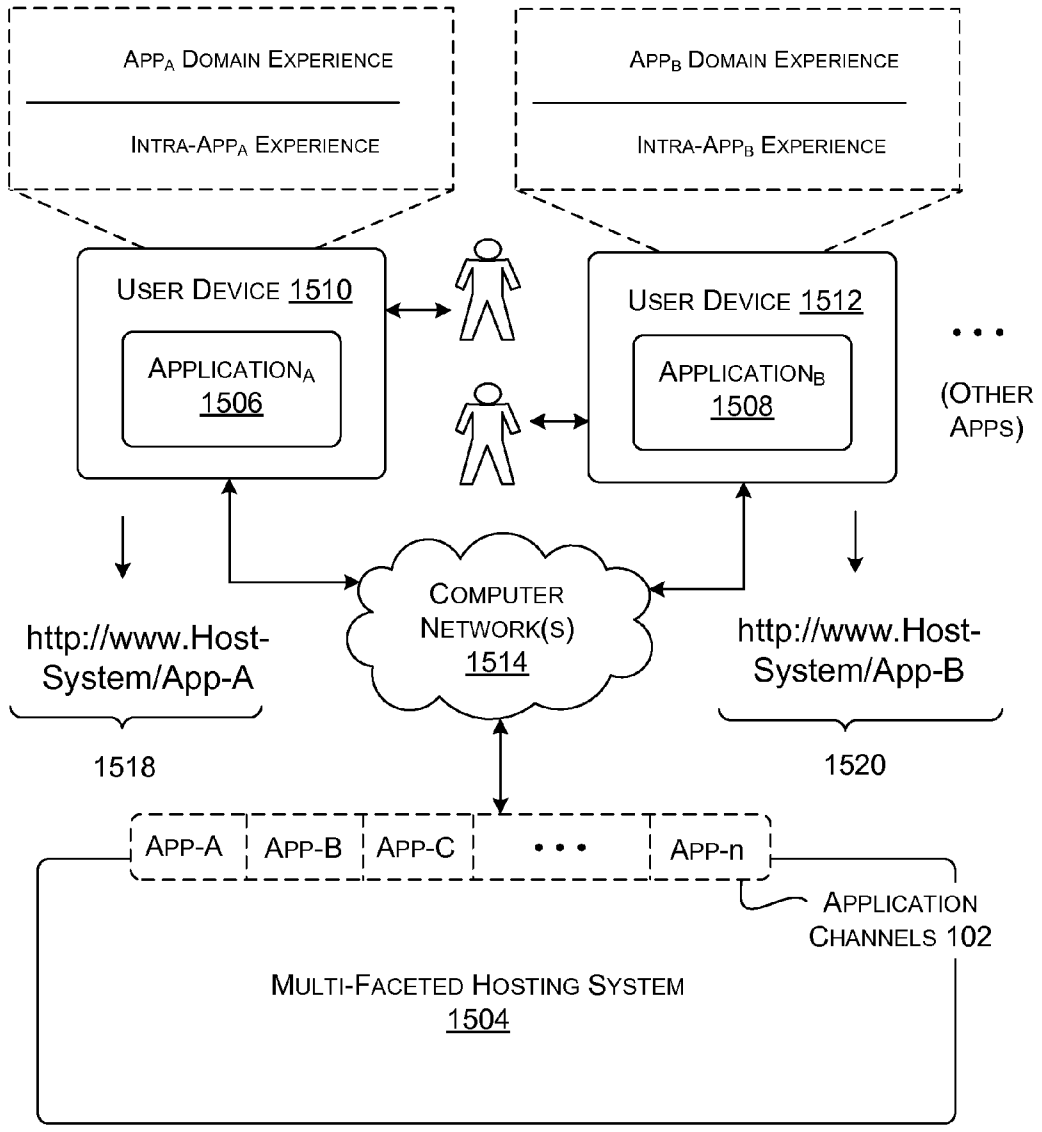 APPA DOMAIN EXPERIENCE
INTRA-APPA EXPERIENCE
APPB DOMAIN EXPERIENCE
INTRA-APPB EXPERIENCE
USER DEVICE 1510
APPLICATIONA
1506
USER DEVICE 1512
APPLICATIONB
1508
• • •
(OTHER
APPS)
COMPUTER
NETWORK(S)
1514
http://www.Host-
System/App-A
1518
http://www.Host-
System/App-B
1520
APP-A
APP-B
APP-C
• • •
APP-n
APPLICATION
CHANNELS 102
MULTI-FACETED HOSTING SYSTEM
1504